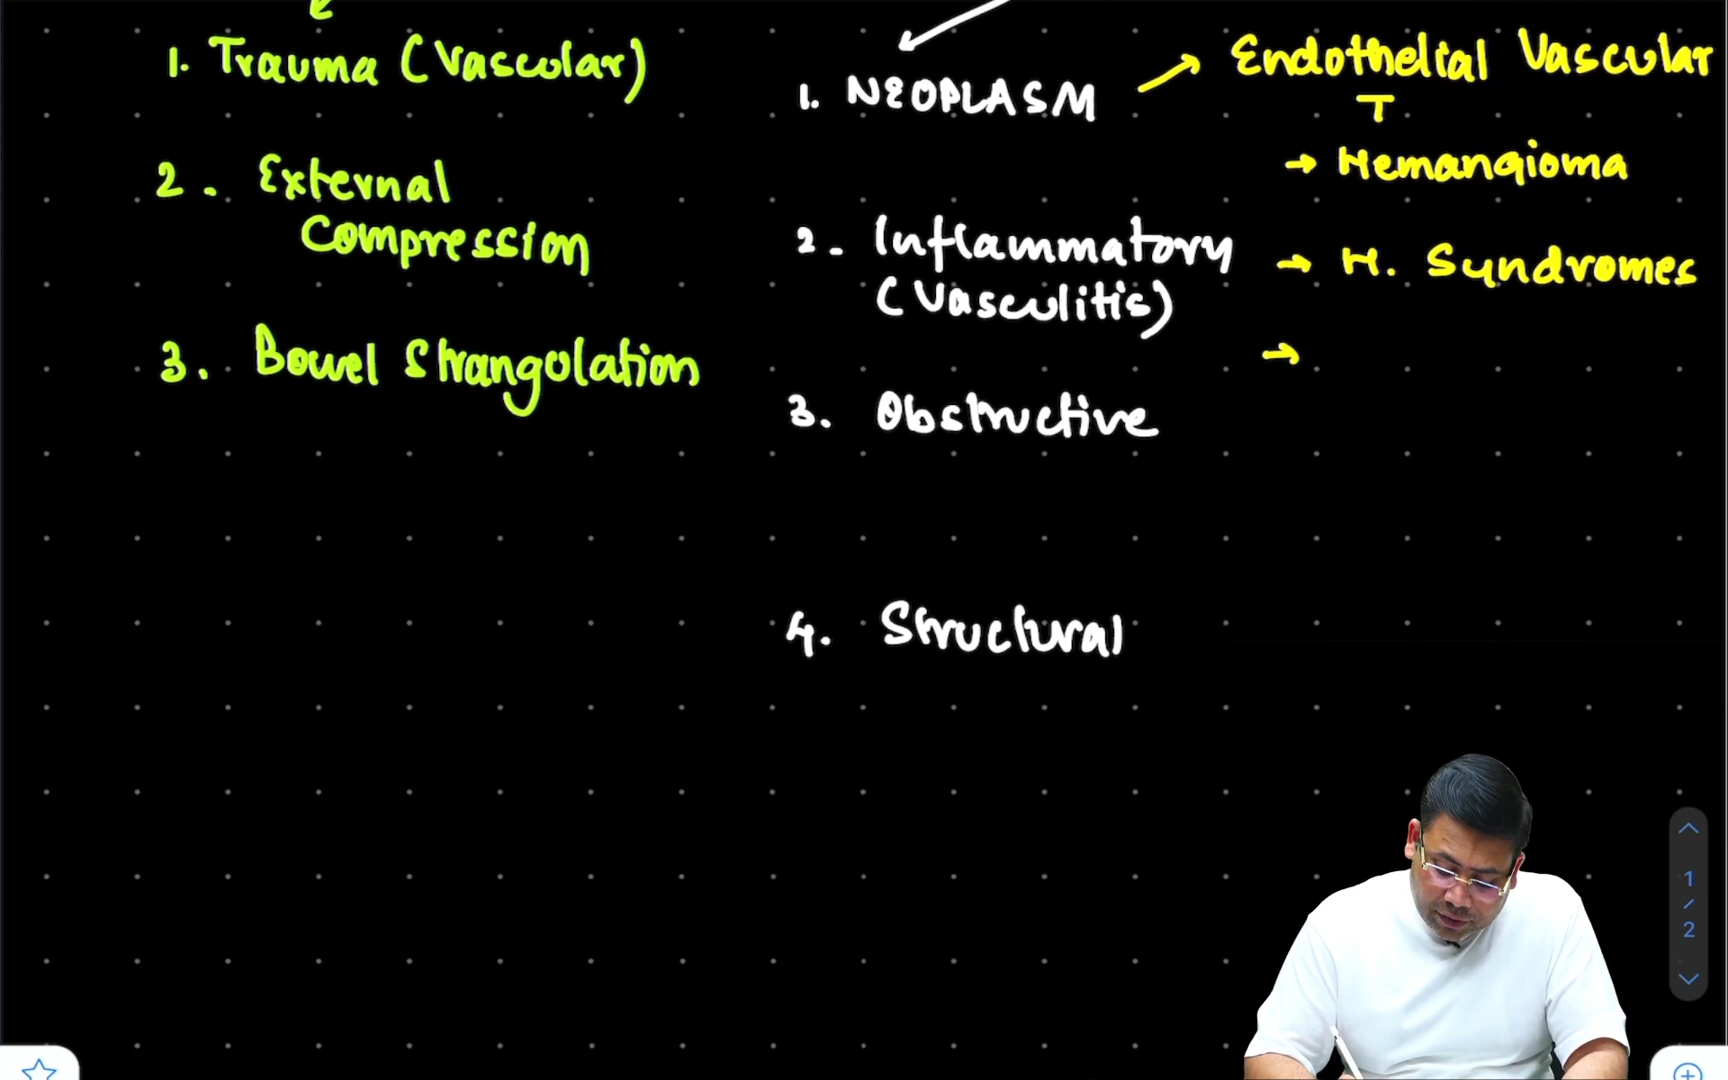 1. Trauma (Vascular)
2. External
Compression
3. Bowel Strangolation
1. NEOPLASM
2. Inflammatory
(Vasculitis)
3. Obstructive
4. Structural
→ Endothelial Vascular
T
→ Hemangioma
→ H. Syndromes
→
1
/
2